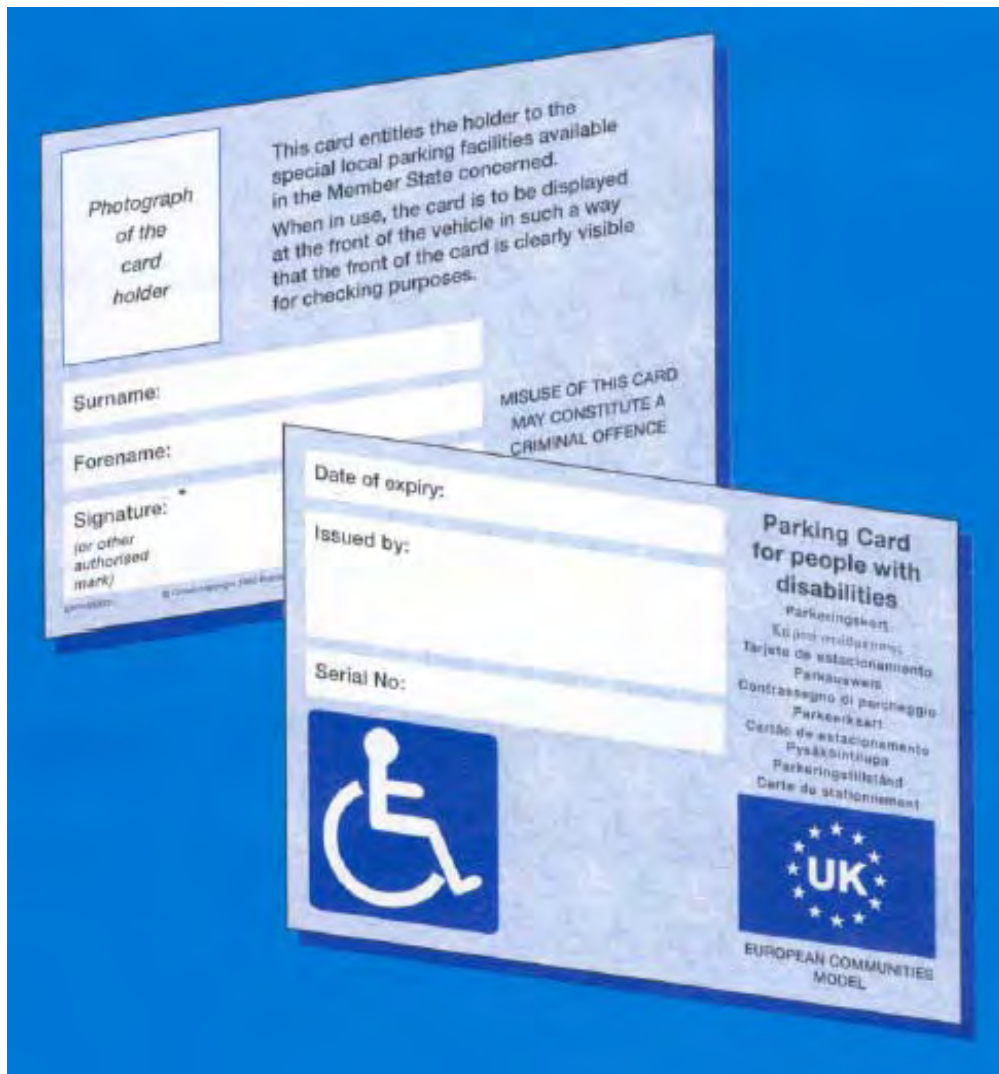 Photograph
of the
card
holder
This card entitles the holder to the
special local parking facilities available
in the Member State concerned.
When in use, the card is to be displayed
at the front of the vehicle in such a way
that the front of the card is clearly visible
for checking purposes.
Surname:
Forename:
Signature: *
(or other
authorised
mark)
MISUSE OF THIS CARD
MAY CONSTITUTE A
CRIMINAL OFFENCE
Date of expiry:
Issued by:
Serial No:
Parking Card
for people with
disabilities
Parkeringskort
Tarjeta de estacionamiento
Parkausweis
Contrassegno di parcheggio
Parkeerkaart
Cartão de estacionamento
Pysäköintilupa
Parkeringstillstånd
Carte de stationnement
UK
EUROPEAN COMMUNITIES
MODEL